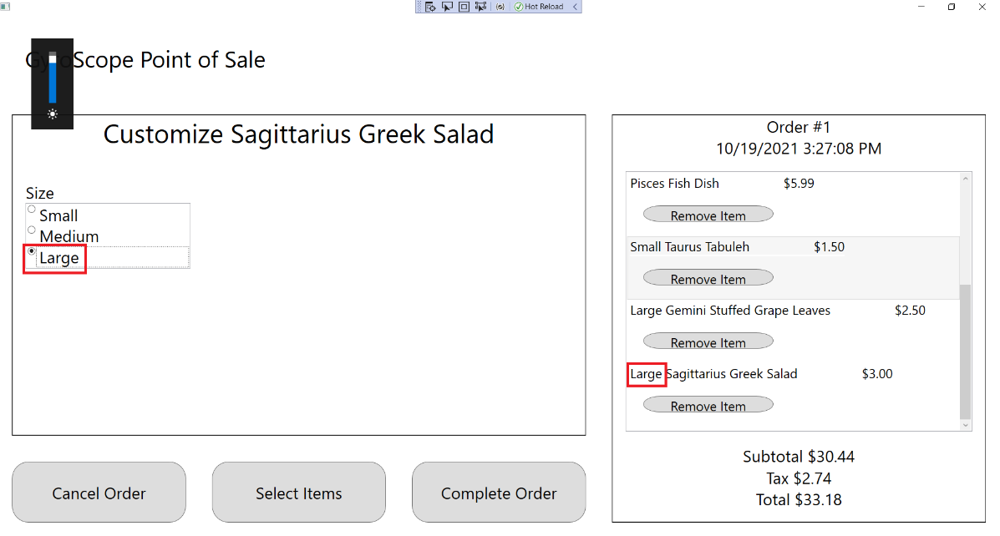 Hot Reload
GyroScope Point of Sale
Customize Sagittarius Greek Salad
Size
Small
Medium
Large
Cancel Order
Select Items
Complete Order
Order #1
10/19/2021 3:27:08 PM
Pisces Fish Dish $5.99
Remove Item
Small Taurus Tabuleh $1.50
Remove Item
Large Gemini Stuffed Grape Leaves $2.50
Remove Item
Large Sagittarius Greek Salad $3.00
Remove Item
Subtotal $30.44
Tax $2.74
Total $33.18